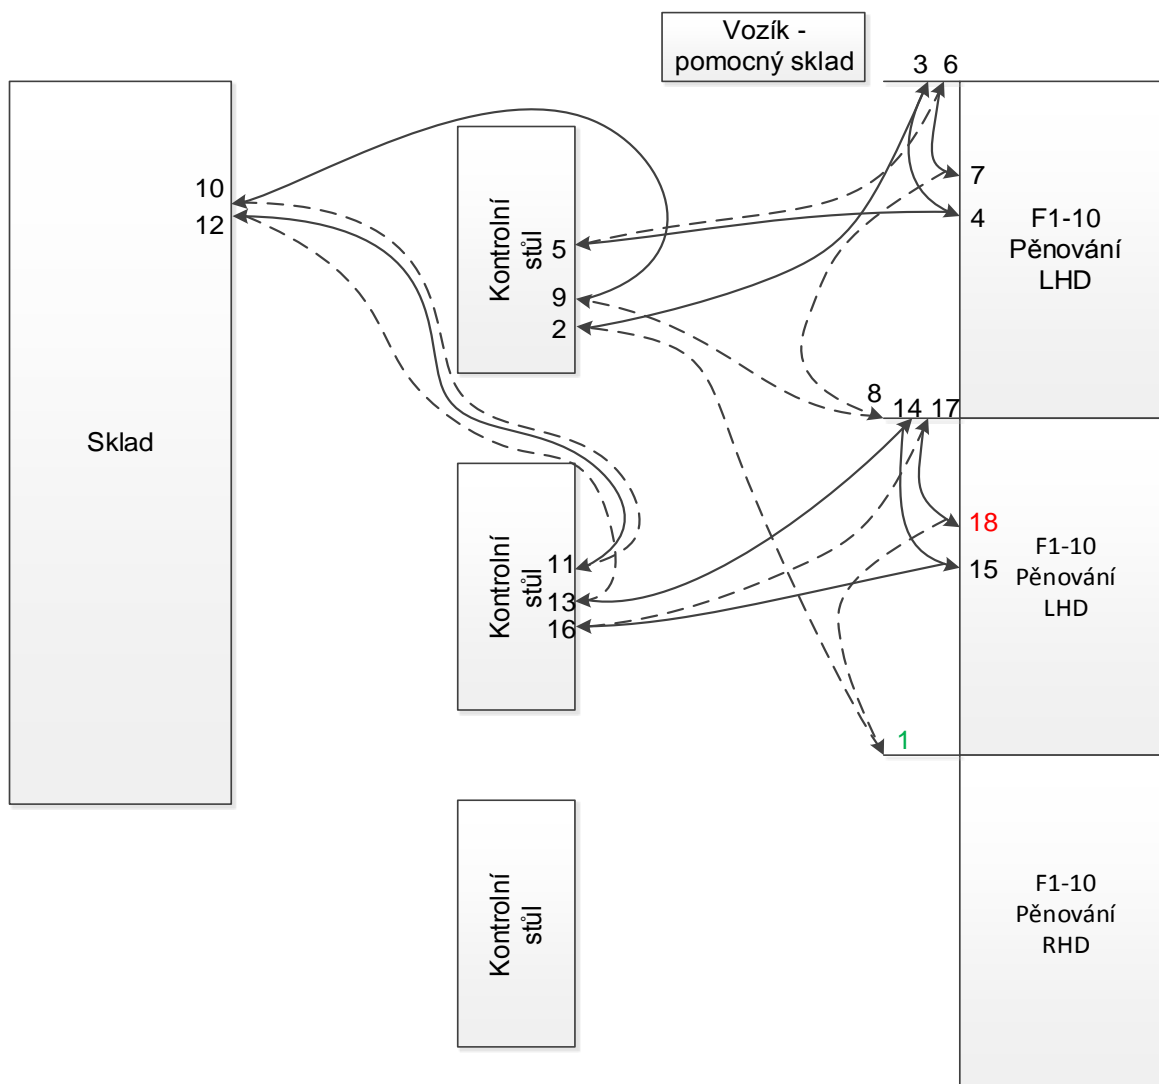 Vozík -
pomocný sklad
3 6
10
12
Kontrolní
stůl
5
9
2
7
4
F1-10
Pěnování
LHD
Sklad
8
14 17
Kontrolní
stůl
11
13
16
18
15
F1-10
Pěnování
LHD
1
Kontrolní
stůl
F1-10
Pěnování
RHD